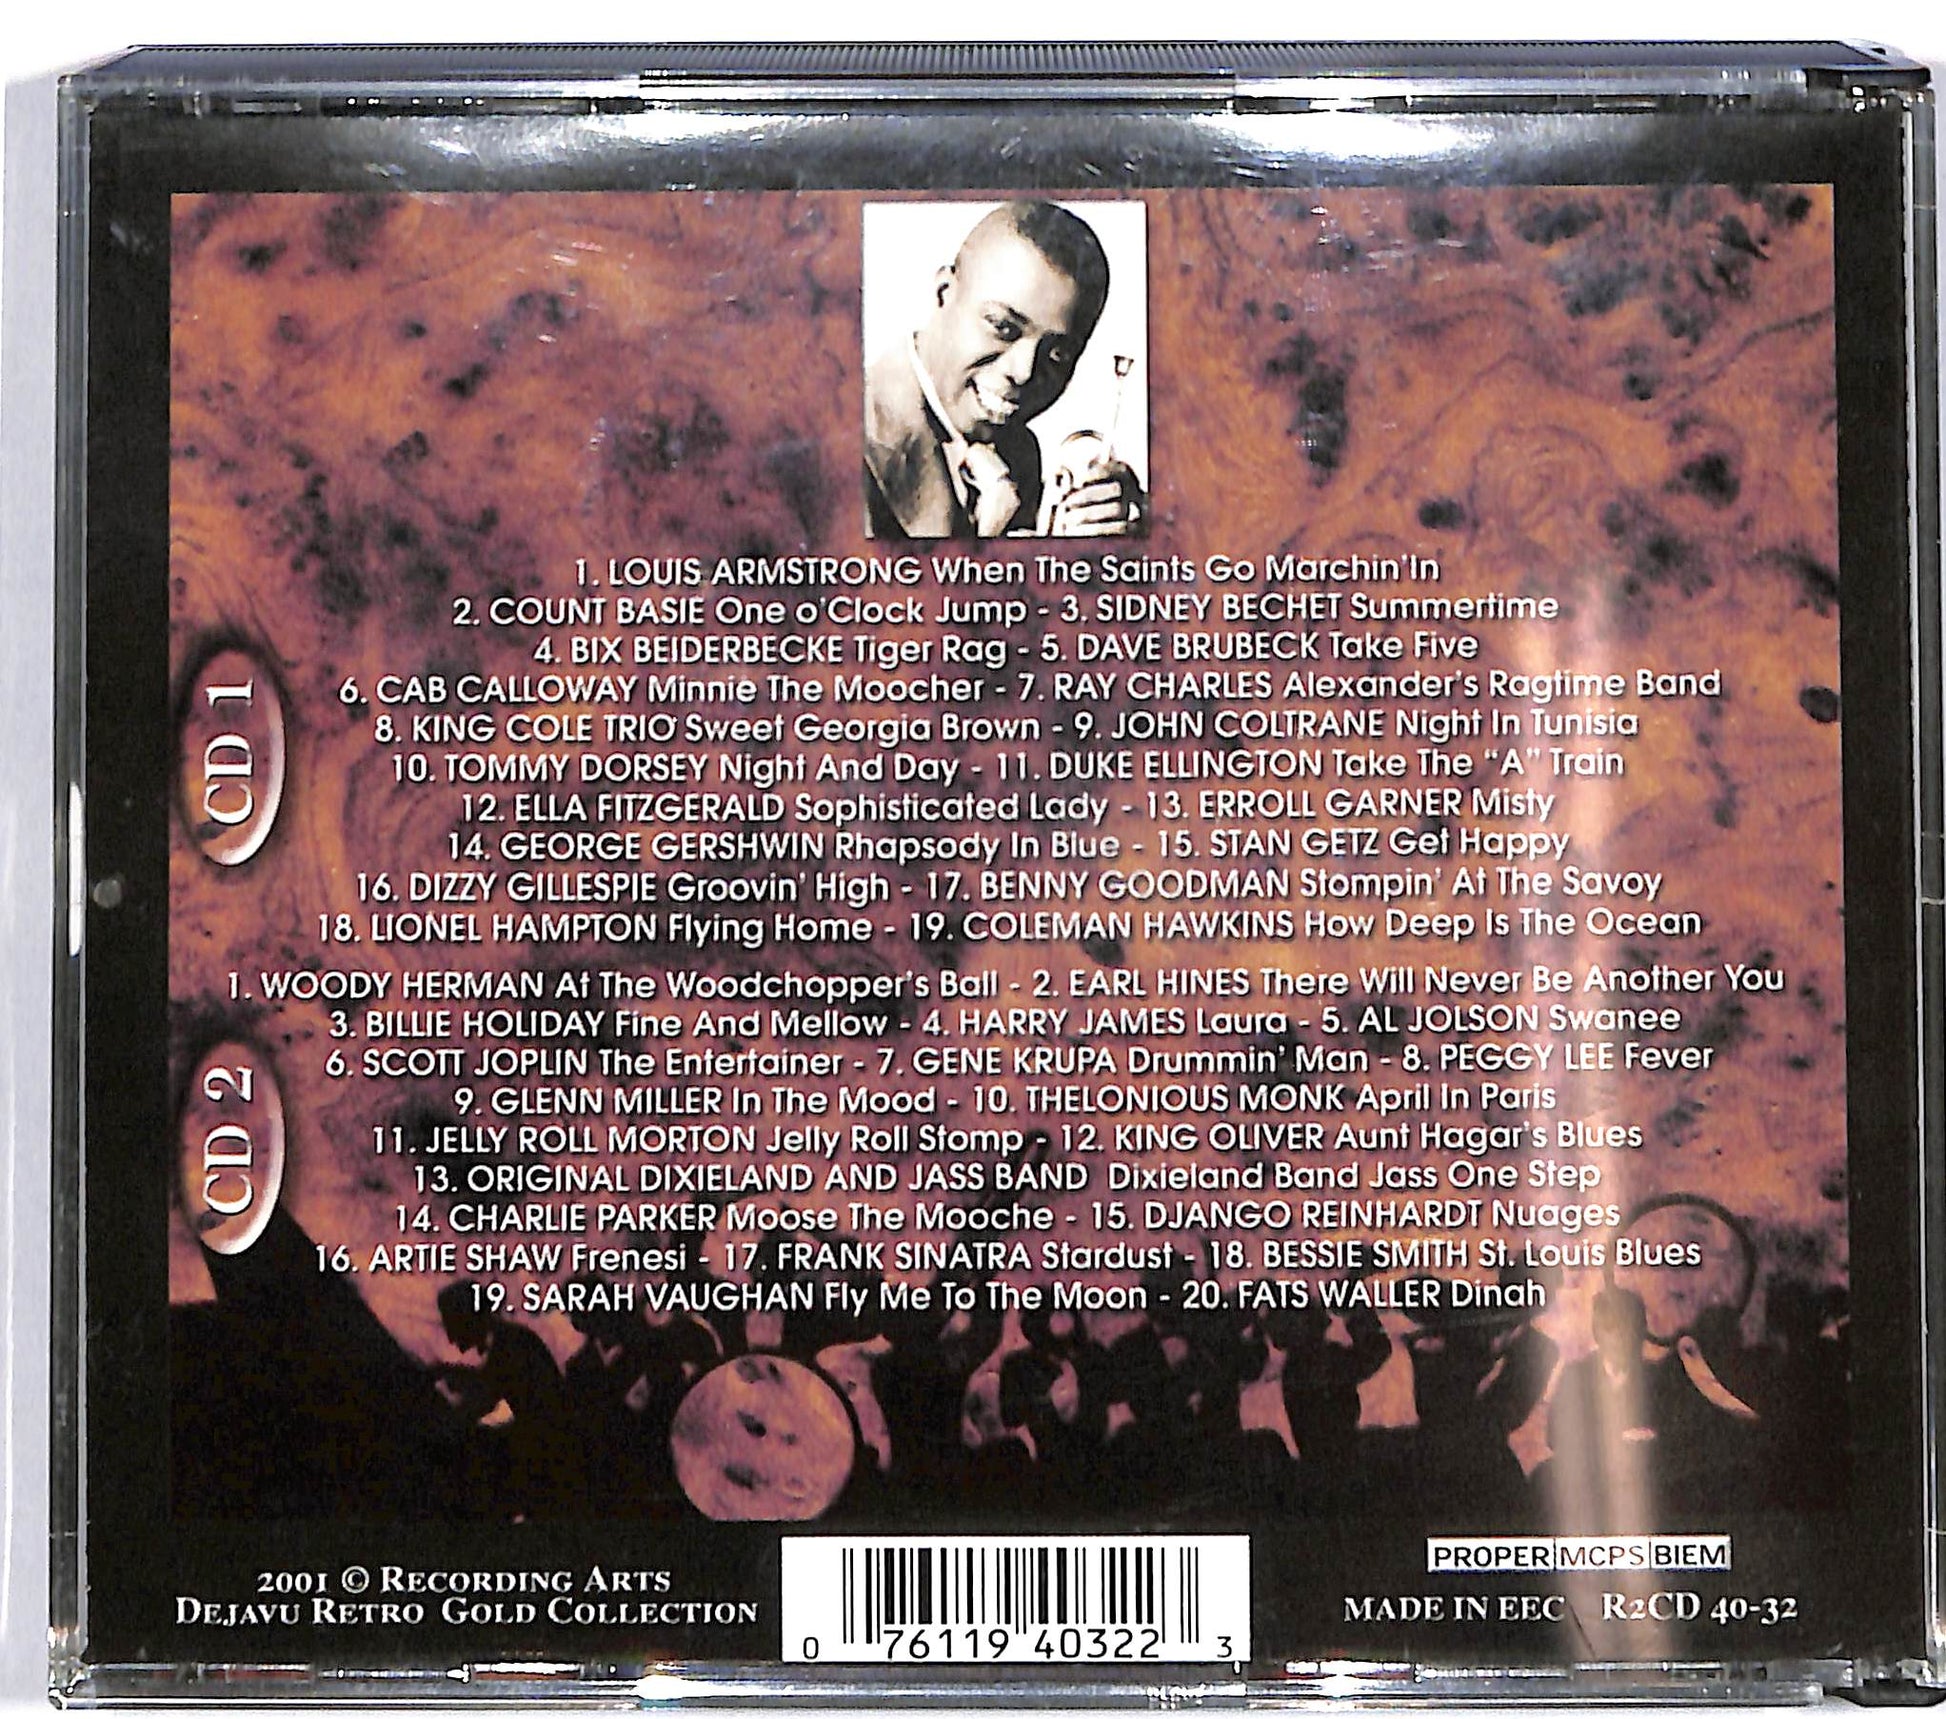 1. LOUIS ARMSTRONG When The Saints Go Marchin'In
2. COUNT BASIE One o'Clock Jump - 3. SIDNEY BECHET Summertime
4. BIX BEIDERBECKE Tiger Rag - 5. DAVE BRUBECK Take Five
6. CAB CALLOWAY Minnie The Moocher - 7. RAY CHARLES Alexander's Ragtime Band
8. KING COLE TRIO Sweet Georgia Brown - 9. JOHN COLTRANE Night In Tunisia
10. TOMMY DORSEY Night And Day - 11. DUKE ELLINGTON Take The "A" Train
12. ELLA FITZGERALD Sophisticated Lady - 13. ERROLL GARNER Misty
14. GEORGE GERSHWIN Rhapsody In Blue - 15. STAN GETZ Get Happy
16. DIZZY GILLESPIE Groovin' High - 17. BENNY GOODMAN Stompin' At The Savoy
18. LIONEL HAMPTON Flying Home - 19. COLEMAN HAWKINS How Deep Is The Ocean
CD 1
1. WOODY HERMAN At The Woodchopper's Ball - 2. EARL HINES There Will Never Be Another You
3. BILLIE HOLIDAY Fine And Mellow - 4. HARRY JAMES Laura - 5. AL JOLSON Swanee
6. SCOTT JOPLIN The Entertainer - 7. GENE KRUPA Drummin' Man - 8. PEGGY LEE Fever
9. GLENN MILLER In The Mood - 10. THELONIOUS MONK April In Paris
11. JELLY ROLL MORTON Jelly Roll Stomp - 12. KING OLIVER Aunt Hagar's Blues
13. ORIGINAL DIXIELAND AND JASS BAND Dixieland Band Jass One Step
14. CHARLIE PARKER Moose The Mooche - 15. DJANGO REINHARDT Nuages
16. ARTIE SHAW Frenesi - 17. FRANK SINATRA Stardust - 18. BESSIE SMITH St. Louis Blues
19. SARAH VAUGHAN Fly Me To The Moon - 20. FATS WALLER Dinah
CD 2
2001 © RECORDING ARTS
DEJAVU RETRO GOLD COLLECTION
0 76119 40322 3
PROPER MCPS BIEM
MADE IN EEC R2CD 40-32